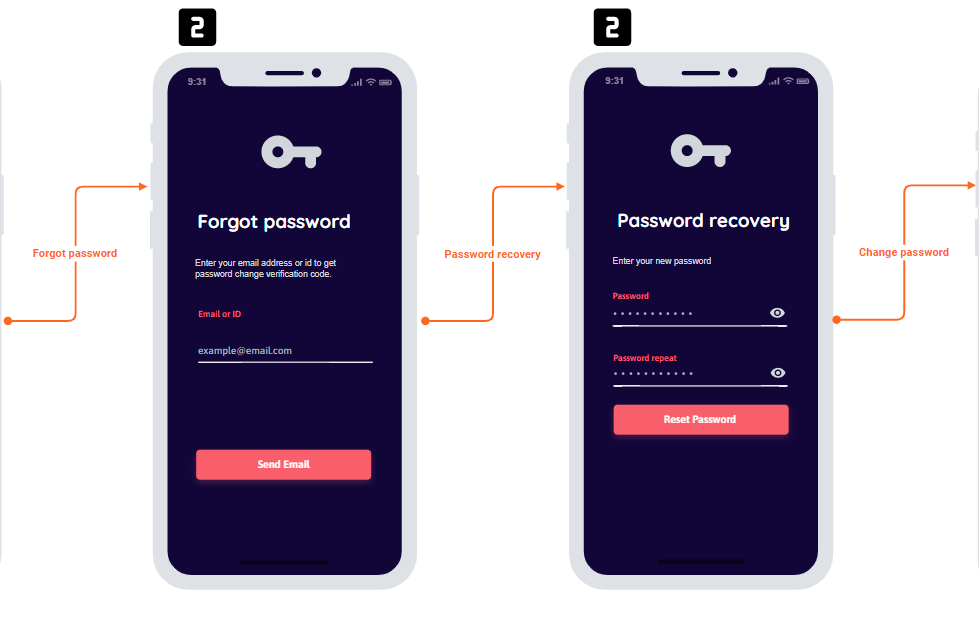 2
9:31
Forgot password
Enter your email address or id to get
password change verification code.
Email or ID
example@email.com
Send Email
Forgot password
Password recovery
2
9:31
Password recovery
Enter your new password
Password
Password repeat
Reset Password
Change password